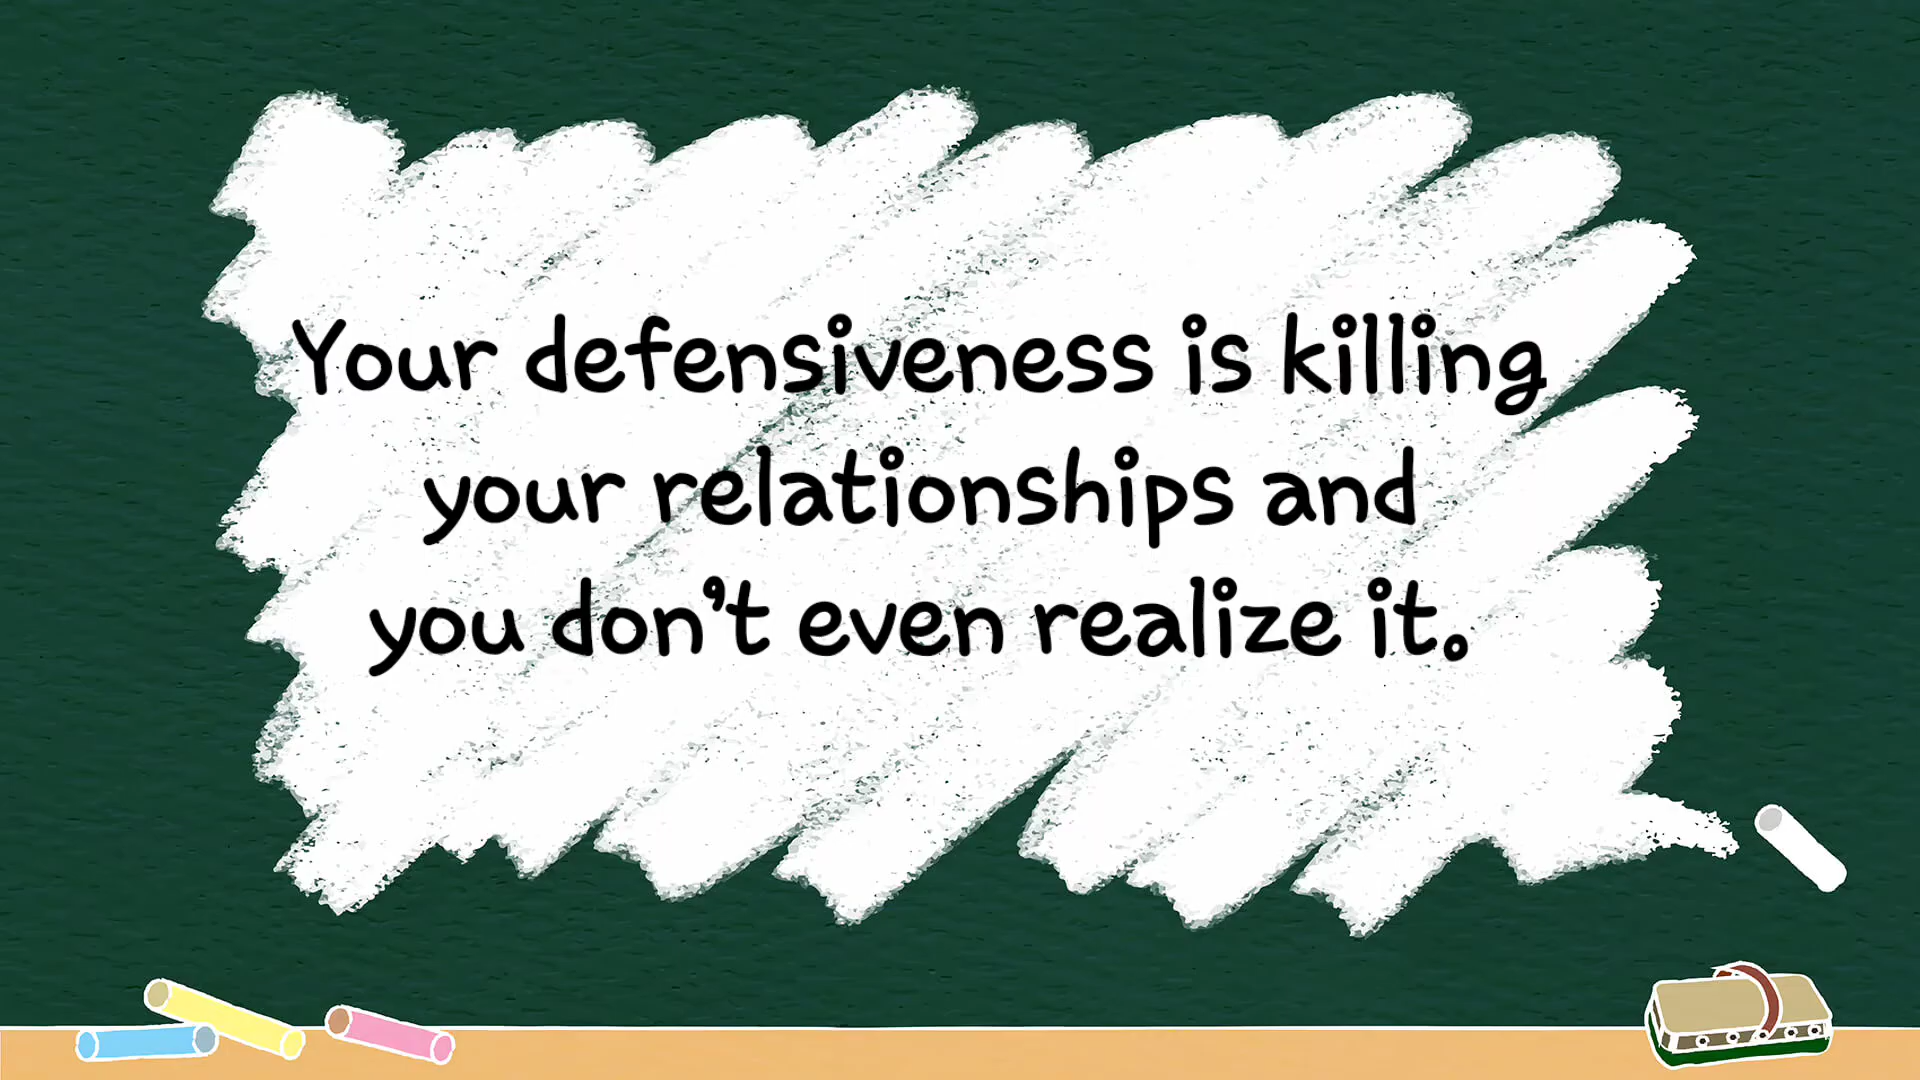 Your defensiveness is killing
your relationships and
you don't even realize it.